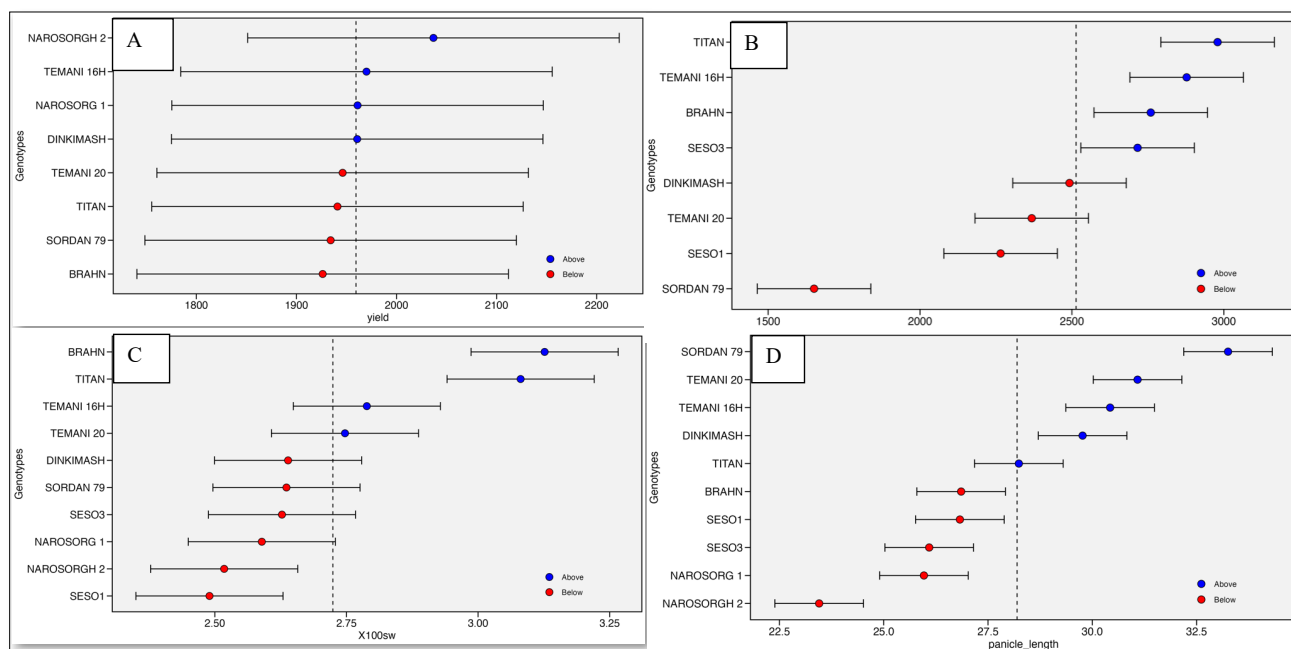 A
Genotypes
NAROSORGH 2
TEMANI 16H
NAROSORG 1
DINKIMASH
TEMANI 20
TITAN
SORDAN 79
BRAHN
Above
Below
1800 1900 2000 2100 2200
yield
B
Genotypes
TITAN
TEMANI 16H
BRAHN
SESO3
DINKIMASH
TEMANI 20
SESO1
SORDAN 79
Above
Below
1500 2000 2500 3000
C
Genotypes
BRAHN
TITAN
TEMANI 16H
TEMANI 20
DINKIMASH
SORDAN 79
SESO3
NAROSORG 1
NAROSORGH 2
SESO1
Above
Below
2.50 2.75 3.00 3.25
X100sw
D
Genotypes
SORDAN 79
TEMANI 20
TEMANI 16H
DINKIMASH
TITAN
BRAHN
SESO1
SESO3
NAROSORG 1
NAROSORGH 2
Above
Below
22.5 25.0 27.5 30.0 32.5
panicle_length